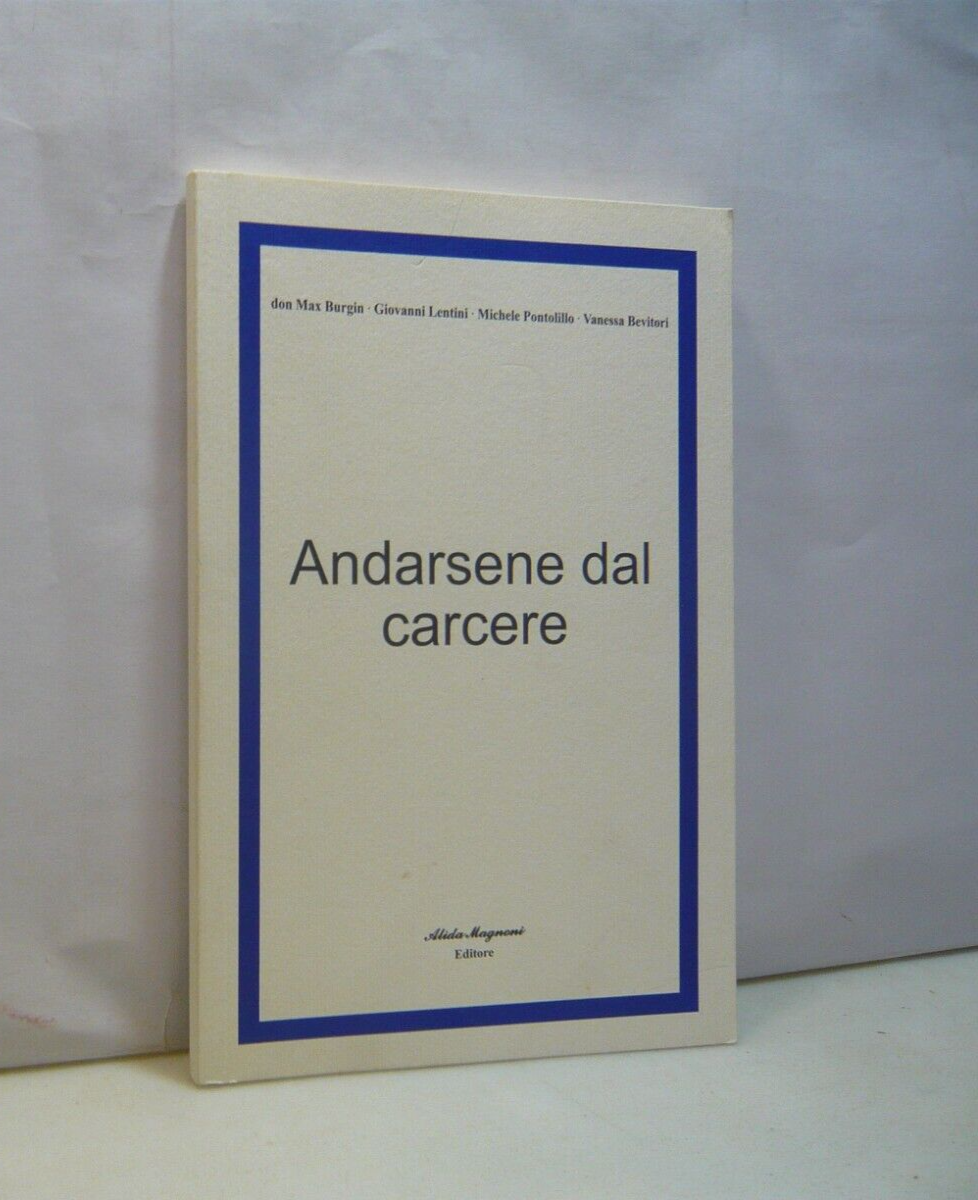 don Max Burgin · Giovanni Lentini · Michele Pontolillo · Vanessa Bevitori
Andarsene dal
carcere
Alida Magnoni
Editore